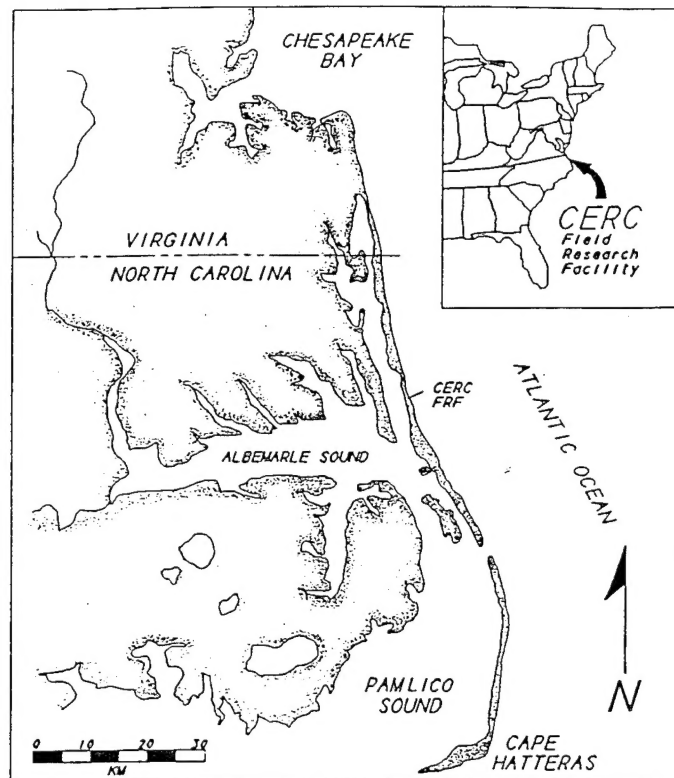 CHESAPEAKE
BAY
CERC
Field
Research
Facility
VIRGINIA
NORTH CAROLINA
CERC
FRF
ATLANTIC OCEAN
ALBEMARLE SOUND
PAMLICO
SOUND
N
CAPE
HATTERAS
0 10 20 30
KM